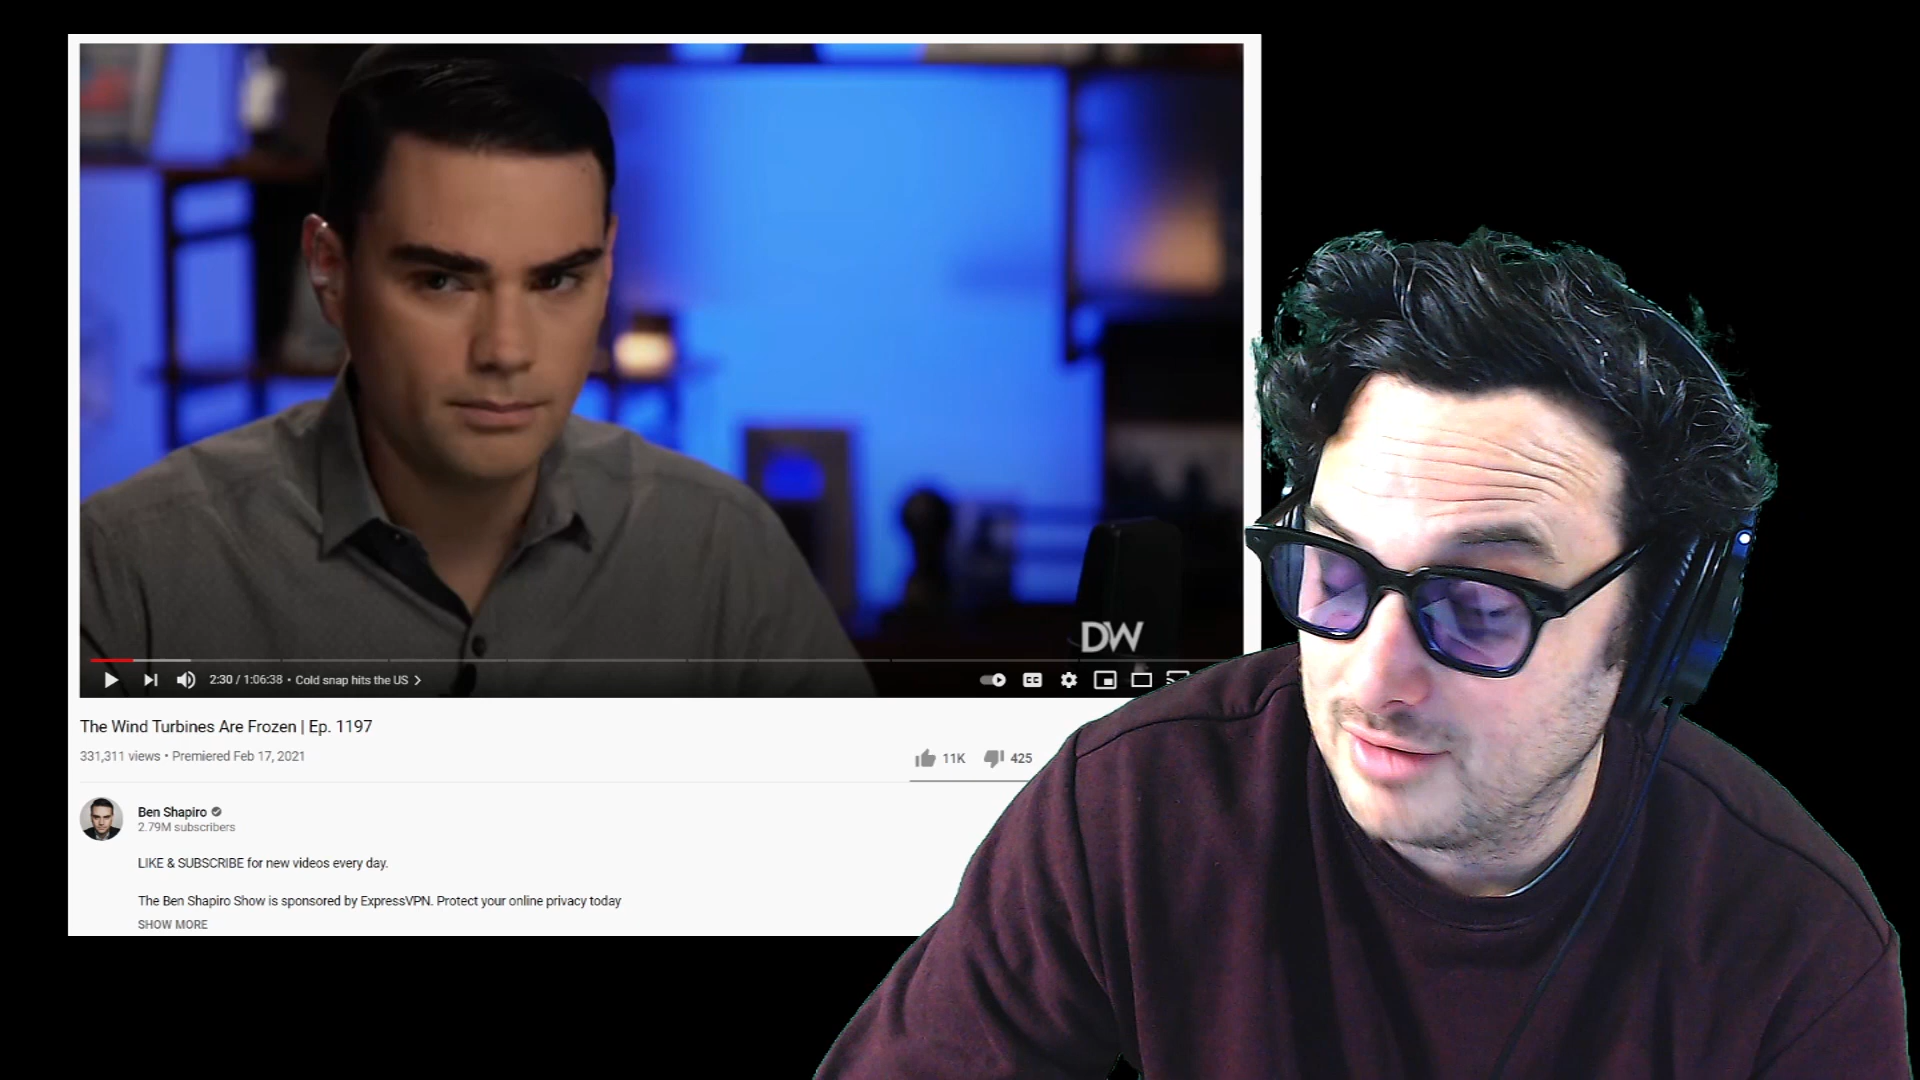 DW
2:30 / 1:06:38 • Cold snap hits the US >
CC
The Wind Turbines Are Frozen | Ep. 1197
331,311 views • Premiered Feb 17, 2021
11K 425
Ben Shapiro
2.79M subscribers
LIKE & SUBSCRIBE for new videos every day.
The Ben Shapiro Show is sponsored by ExpressVPN. Protect your online privacy today
SHOW MORE